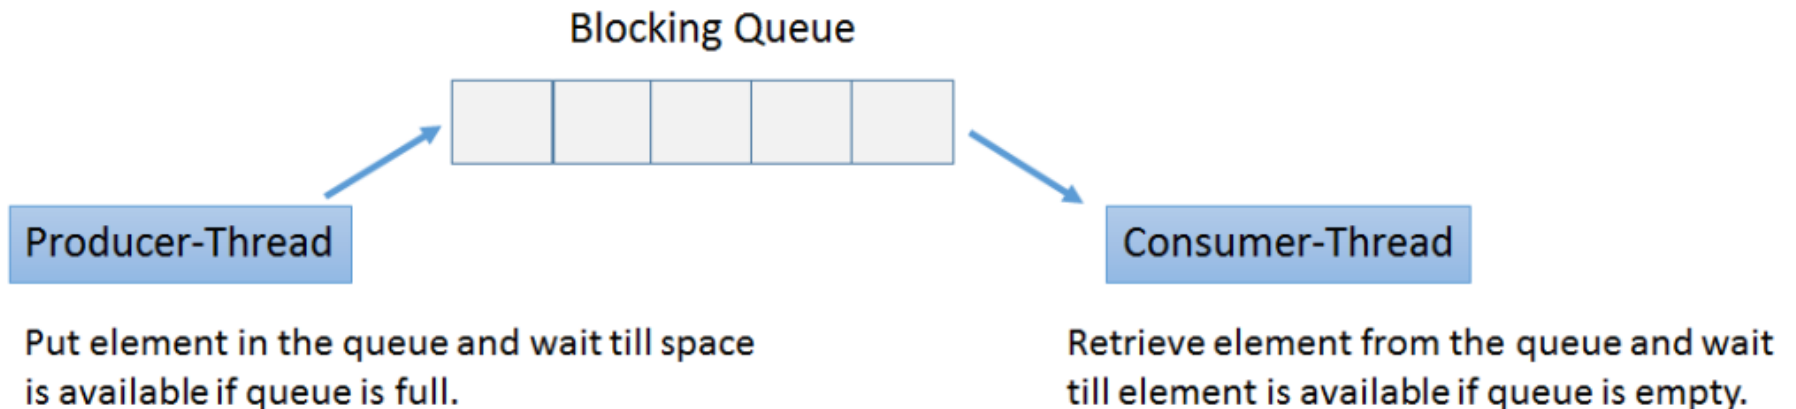 Blocking Queue
Producer-Thread
Consumer-Thread
Put element in the queue and wait till space
is available if queue is full.
Retrieve element from the queue and wait
till element is available if queue is empty.